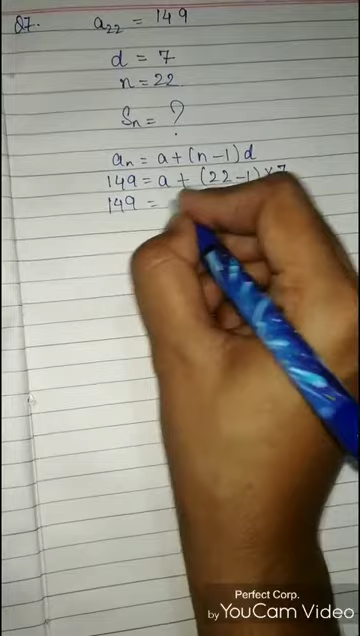 Q7. a₂₂ = 149
d = 7
n = 22
Sₙ = ?
aₙ = a + (n-1)d
149 = a + (22-1)×7
149 =
Perfect Corp.
by YouCam Video